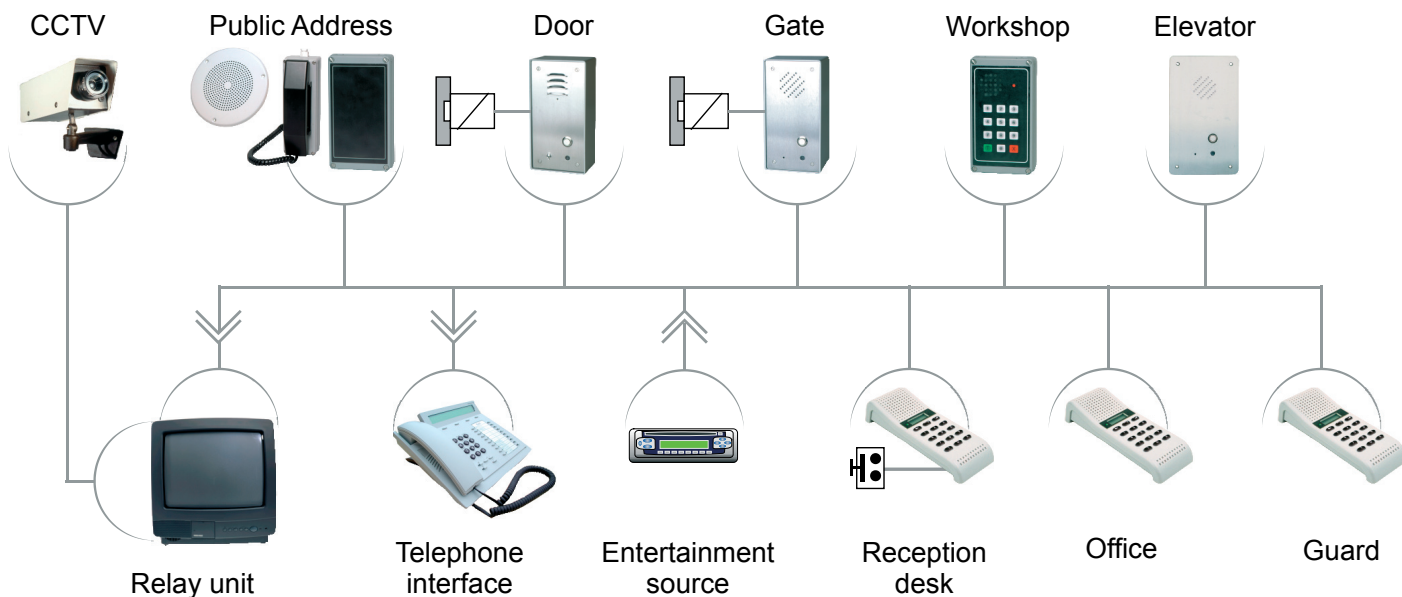 CCTV
Public Address
Door
Gate
Workshop
Elevator
Relay unit
Telephone
interface
Entertainment
source
Reception
desk
Office
Guard